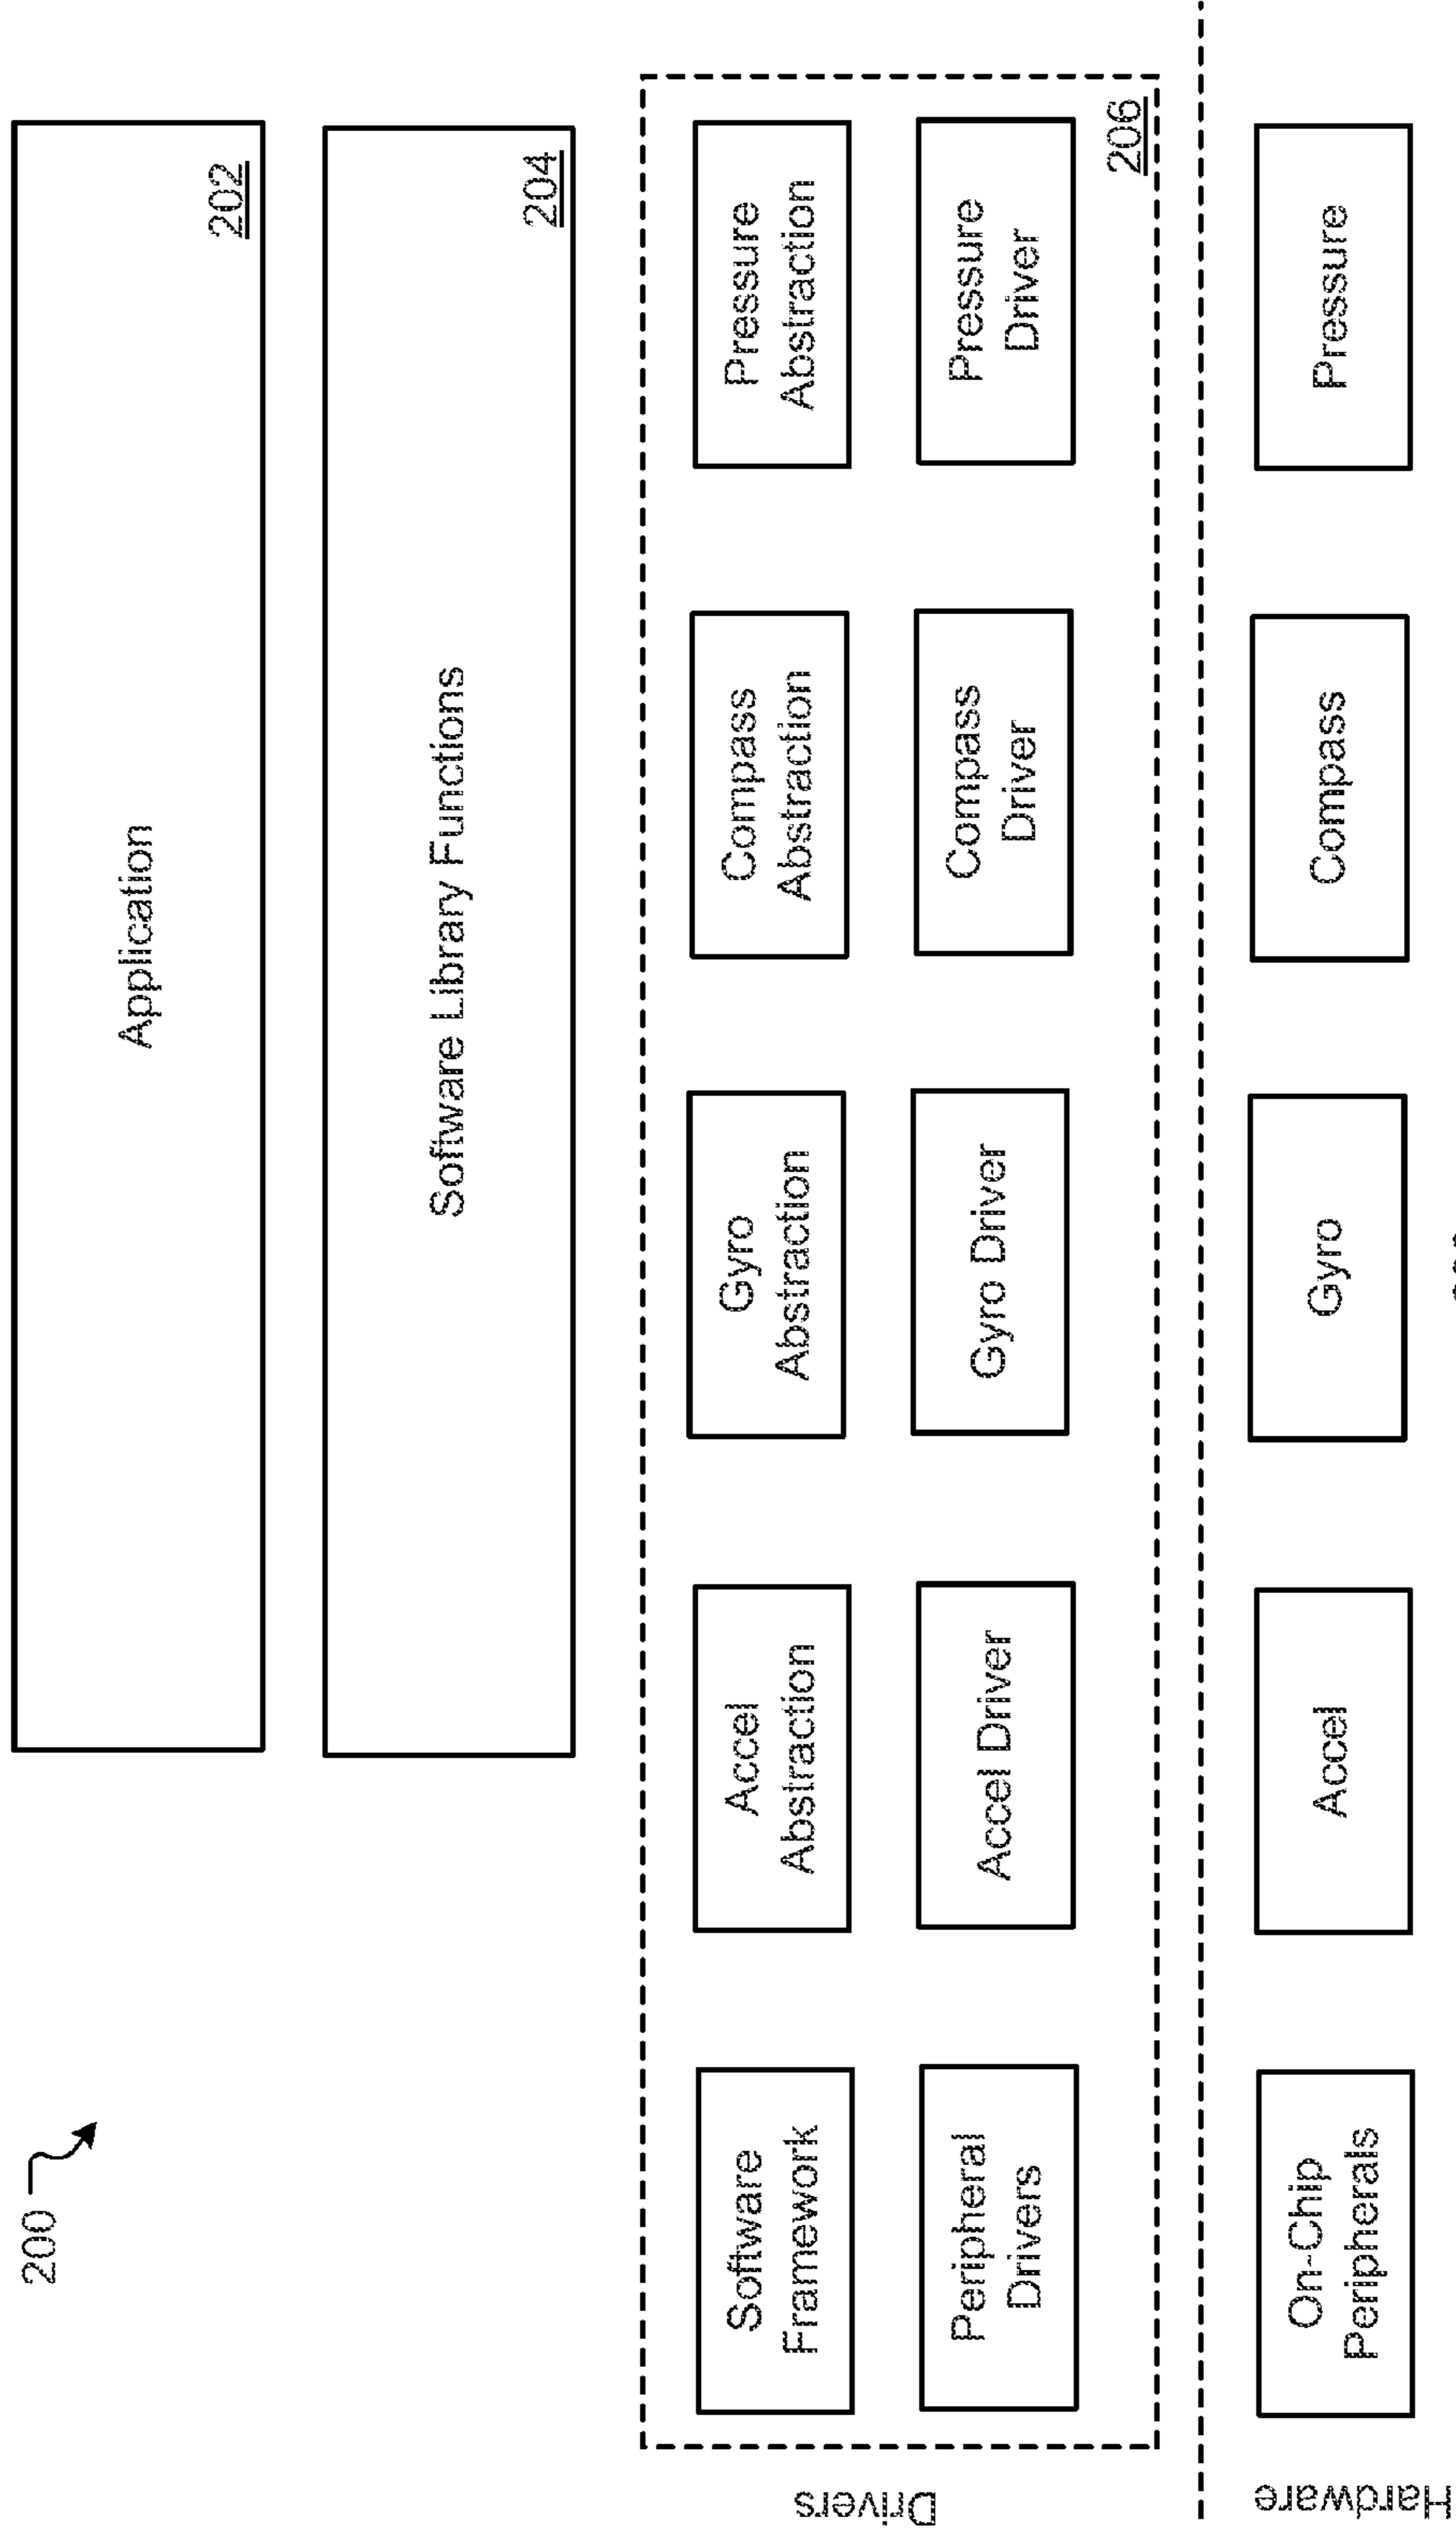 200
Application
202
Software Library Functions
204
Drivers
Software
Framework
Accel
Abstraction
Gyro
Abstraction
Compass
Abstraction
Pressure
Abstraction
Peripheral
Drivers
Accel Driver
Gyro Driver
Compass
Driver
Pressure
Driver
206
Hardware
On-Chip
Peripherals
Accel
Gyro
Compass
Pressure